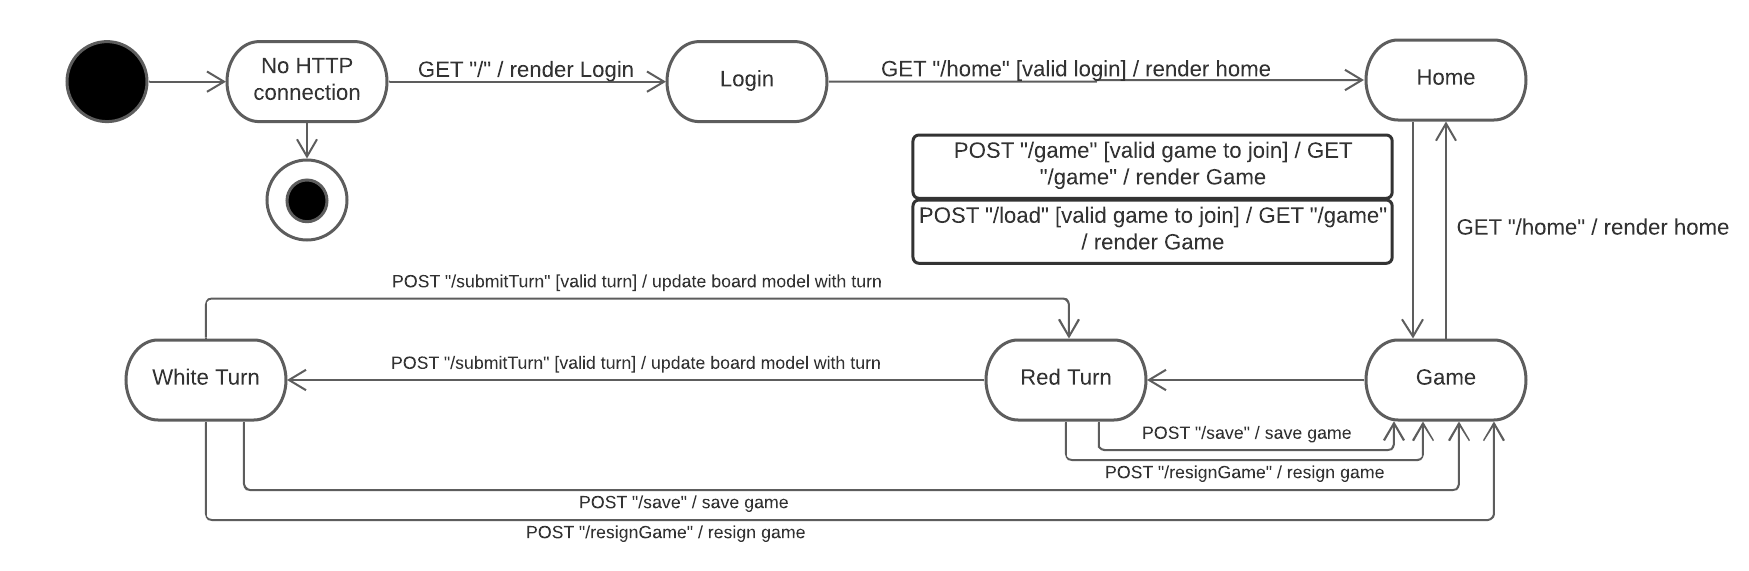 No HTTP
connection
GET "/" / render Login
Login
GET "/home" [valid login] / render home
Home
POST "/game" [valid game to join] / GET
"/game" / render Game
POST "/load" [valid game to join] / GET "/game"
/ render Game
GET "/home" / render home
POST "/submitTurn" [valid turn] / update board model with turn
White Turn
POST "/submitTurn" [valid turn] / update board model with turn
Red Turn
Game
POST "/save" / save game
POST "/resignGame" / resign game
POST "/save" / save game
POST "/resignGame" / resign game